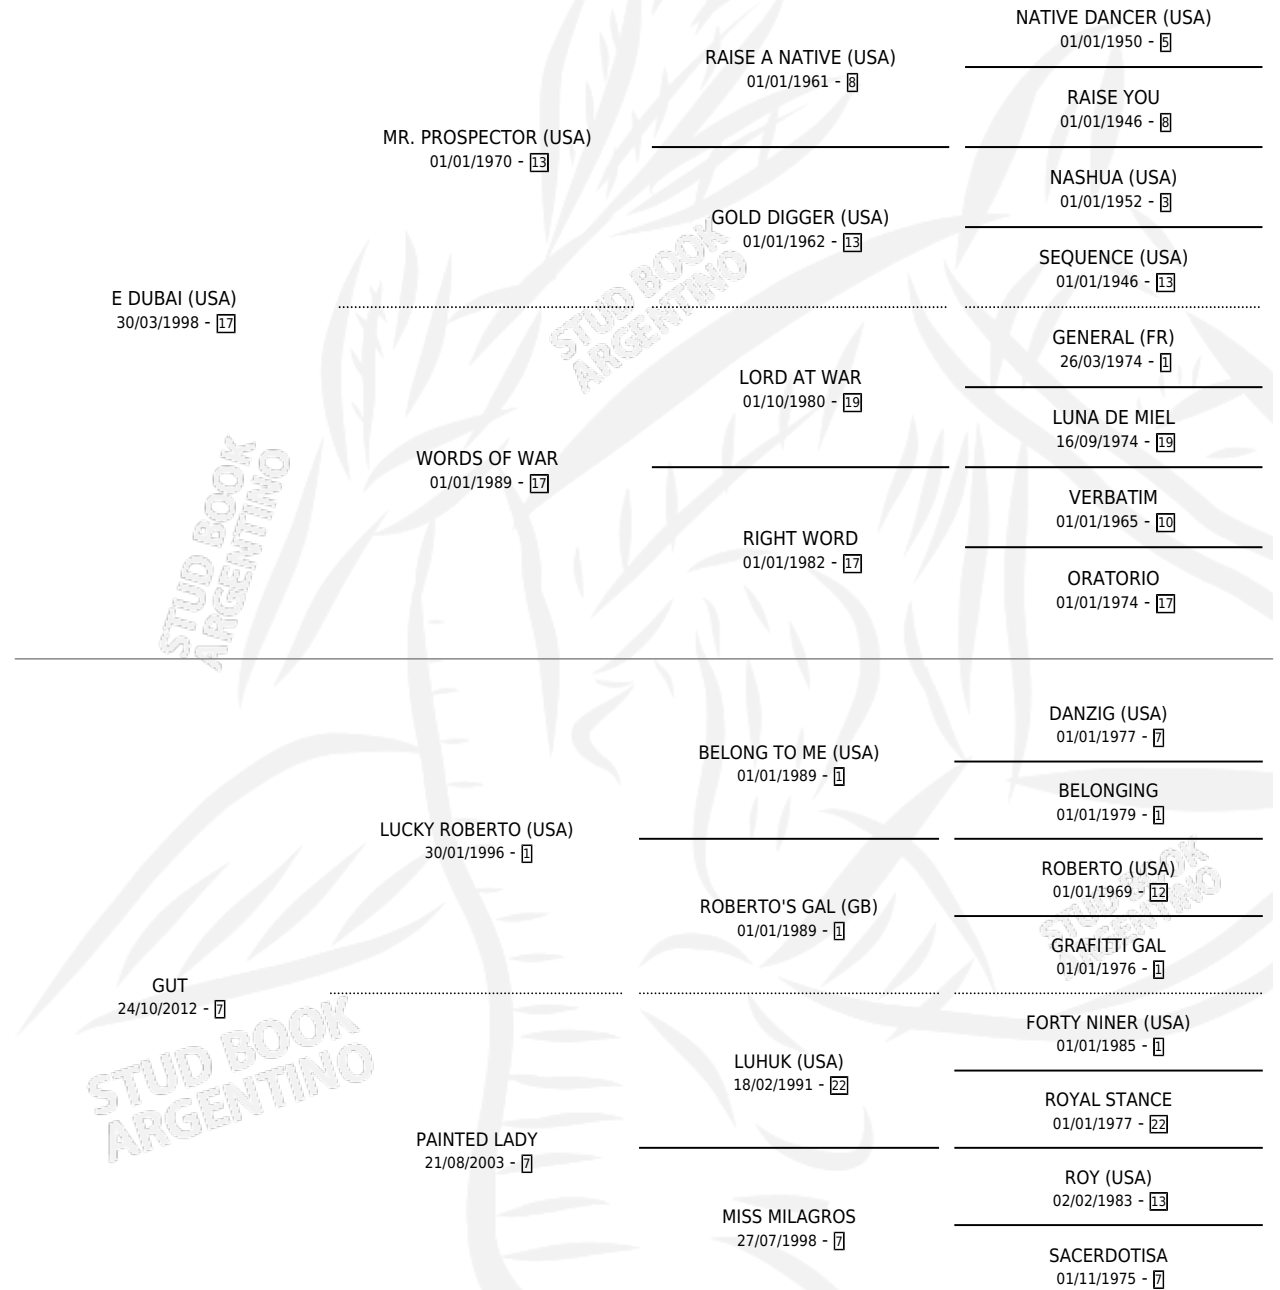 NATIVE DANCER (USA)
01/01/1950 - 5
RAISE A NATIVE (USA)
01/01/1961 - 8
RAISE YOU
01/01/1946 - 8
MR. PROSPECTOR (USA)
01/01/1970 - 13
NASHUA (USA)
01/01/1952 - 3
GOLD DIGGER (USA)
01/01/1962 - 13
SEQUENCE (USA)
01/01/1946 - 13
E DUBAI (USA)
30/03/1998 - 17
GENERAL (FR)
26/03/1974 - 1
LORD AT WAR
01/10/1980 - 19
LUNA DE MIEL
16/09/1974 - 19
WORDS OF WAR
01/01/1989 - 17
VERBATIM
01/01/1965 - 10
RIGHT WORD
01/01/1982 - 17
ORATORIO
01/01/1974 - 17
STUD BOOK
ARGENTINO
STUD BOOK
ARGENTINO
DANZIG (USA)
01/01/1977 - 7
BELONG TO ME (USA)
01/01/1989 - 1
BELONGING
01/01/1979 - 1
LUCKY ROBERTO (USA)
30/01/1996 - 1
ROBERTO (USA)
01/01/1969 - 12
ROBERTO'S GAL (GB)
01/01/1989 - 1
GRAFITTI GAL
01/01/1976 - 1
GUT
24/10/2012 - 7
FORTY NINER (USA)
01/01/1985 - 1
LUHUK (USA)
18/02/1991 - 22
ROYAL STANCE
01/01/1977 - 22
PAINTED LADY
21/08/2003 - 7
ROY (USA)
02/02/1983 - 13
MISS MILAGROS
27/07/1998 - 7
SACERDOTISA
01/11/1975 - 7
STUD BOOK
ARGENTINO
STUD BOOK
ARGENTINO